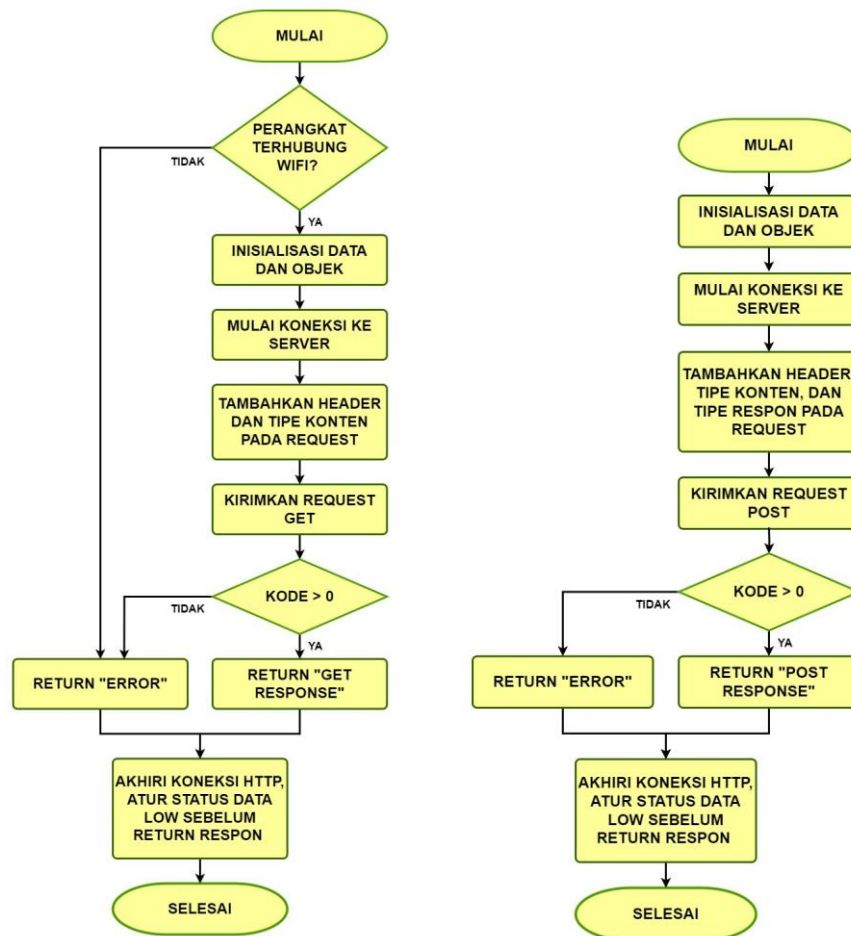 MULAI
PERANGKAT
TERHUBUNG
WIFI?
TIDAK
YA
INISIALISASI DATA
DAN OBJEK
MULAI KONEKSI KE
SERVER
TAMBAHKAN HEADER
DAN TIPE KONTEN
PADA REQUEST
KIRIMKAN REQUEST
GET
KODE > 0
TIDAK
YA
RETURN "ERROR"
RETURN "GET
RESPONSE"
AKHIRI KONEKSI HTTP,
ATUR STATUS DATA
LOW SEBELUM
RETURN RESPON
SELESAI
MULAI
INISIALISASI DATA
DAN OBJEK
MULAI KONEKSI KE
SERVER
TAMBAHKAN HEADER,
TIPE KONTEN, DAN
TIPE RESPON PADA
REQUEST
KIRIMKAN REQUEST
POST
KODE > 0
TIDAK
YA
RETURN "ERROR"
RETURN "POST
RESPONSE"
AKHIRI KONEKSI HTTP,
ATUR STATUS DATA
LOW SEBELUM
RETURN RESPON
SELESAI